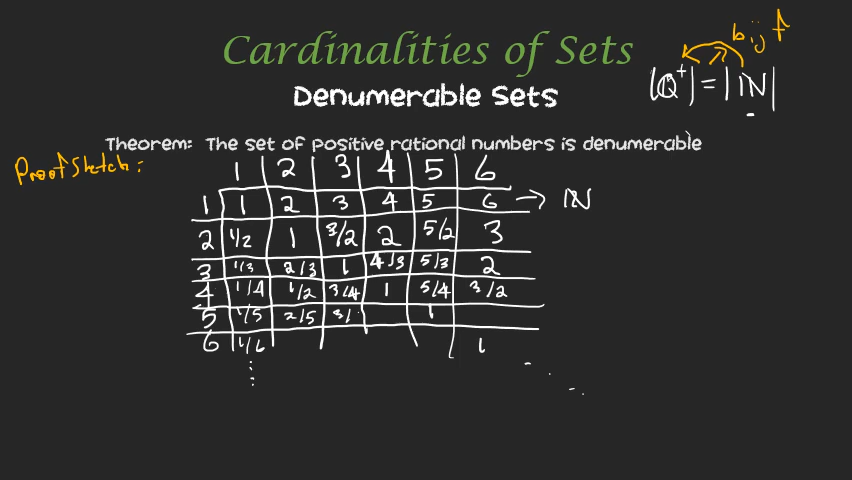 Cardinalities of Sets
bij f
Denumerable Sets
|Q⁺| = |ℕ|
Theorem: The set of positive rational numbers is denumerable
Proof Sketch:
1 2 3 4 5 6
1 1 2 3 4 5 6 → ℕ
2 1/2 1 3/2 2 5/2 3
3 1/3 2/3 1 4/3 5/3 2
4 1/4 1/2 3/4 1 5/4 3/2
5 1/5 2/5 3/ 1
6 1/6 1